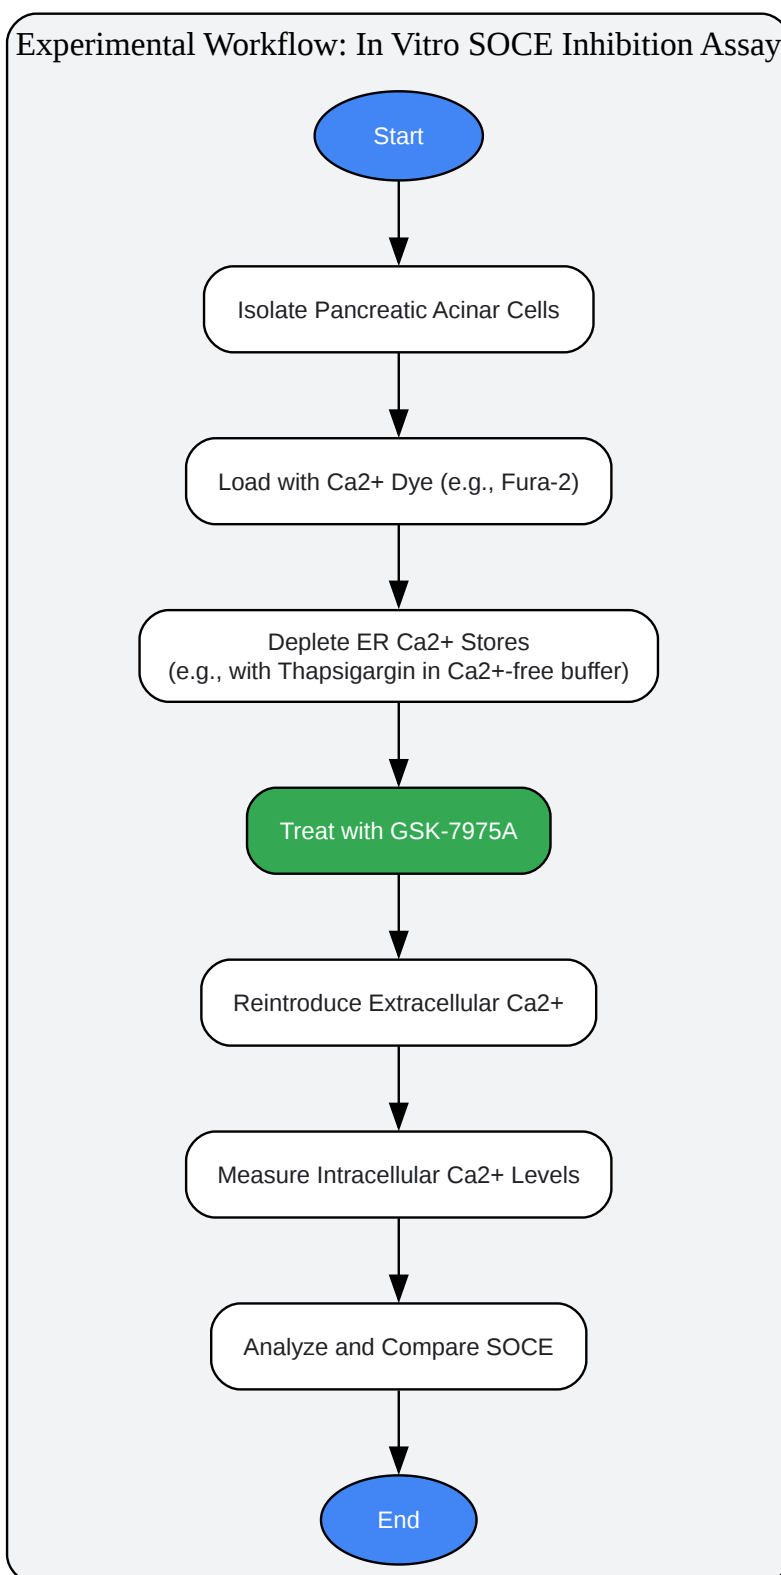 Experimental Workflow: In Vitro SOCE Inhibition Assay
Start
Isolate Pancreatic Acinar Cells
Load with Ca2+ Dye (e.g., Fura-2)
Deplete ER Ca2+ Stores
(e.g., with Thapsigargin in Ca2+-free buffer)
Treat with GSK-7975A
Reintroduce Extracellular Ca2+
Measure Intracellular Ca2+ Levels
Analyze and Compare SOCE
End